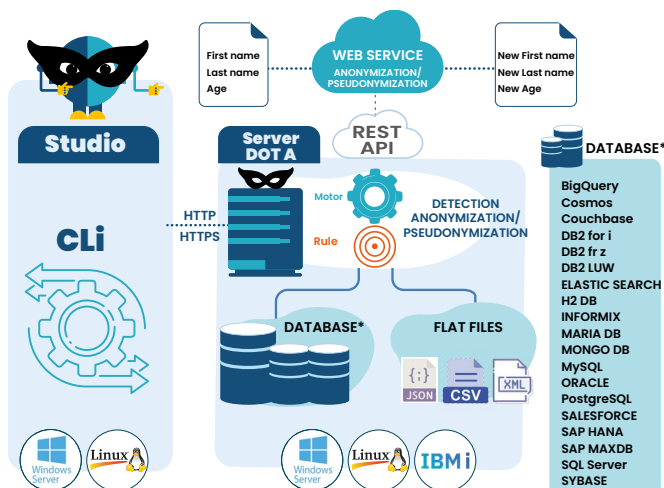 First name
Last name
Age
WEB SERVICE
ANONYMIZATION/
PSEUDONYMIZATION
New First name
New Last name
New Age
REST
API
Studio
CLi
Windows
Server
Linux
HTTP
HTTPS
Server
DOT A
Motor
Rule
DETECTION
ANONYMIZATION/
PSEUDONYMIZATION
DATABASE*
FLAT FILES
{;}
JSON
CSV
XML
Windows
Server
Linux
IBM i
DATABASE*
BigQuery
Cosmos
Couchbase
DB2 for i
DB2 fr z
DB2 LUW
ELASTIC SEARCH
H2 DB
INFORMIX
MARIA DB
MONGO DB
MySQL
ORACLE
PostgreSQL
SALESFORCE
SAP HANA
SAP MAXDB
SQL Server
SYBASE